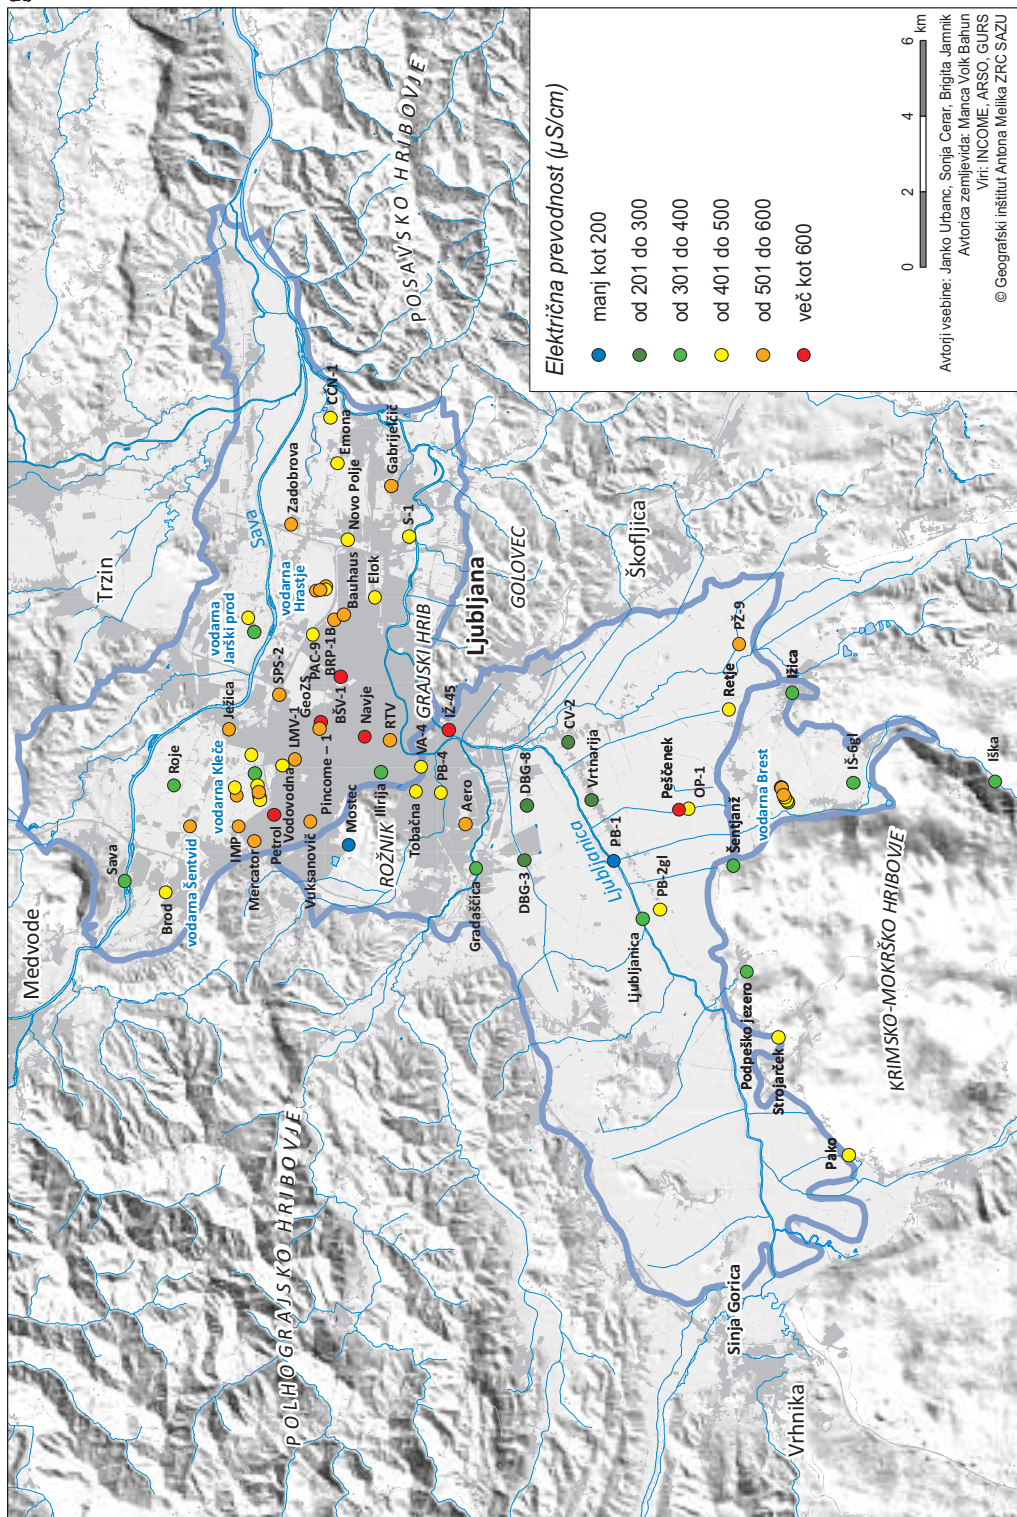 Medvode
Trzin
Sava
Brod
vodarna Šentvid
Roje
Ježica
vodarna
Jarški prod
vodarna Kleče
IMP
Mercator
Petrol
Vodovodna
Vuksanović
Pincome – 1
LMV-1
SPS-2
GeoZS
PAC-9
BRP-1B
BŠV-1
Navje
RTV
Mostec
Ilirija
ROŽNIK
Tobačna
VA-4
PB-4
Aero
Gradaščica
GRAJSKI HRIB
IŽ-45
Ljubljana
GOLOVEC
Sava
Zadobrova
vodarna
Hrastje
Bauhaus
Elok
Novo Polje
Emona
CČN-1
Gabrijelčič
S-1
POSAVSKO HRIBOVJE
POLHOGRAJSKO HRIBOVJE
DBG-3
DBG-8
CV-2
Vrtnarija
PB-1
Ljubljanica
Ljubljanica
PB-2gl
Peščenek
OP-1
Škofljica
PŽ-9
Retje
Ižica
Šentjanž
vodarna Brest
IŠ-6gl
Iška
Podpeško jezero
Strojarček
Pako
KRIMSKO-MOKRŠKO HRIBOVJE
Sinja Gorica
Vrhnika
Električna prevodnost (µS/cm)
manj kot 200
od 201 do 300
od 301 do 400
od 401 do 500
od 501 do 600
več kot 600
0 2 4 6
km
Avtorji vsebine: Janko Urbanc, Sonja Cerar, Brigita Jamnik
Avtorica zemljevida: Manca Volk Bahun
Viri: INCOME, ARSO, GURS
© Geografski inštitut Antona Melika ZRC SAZU